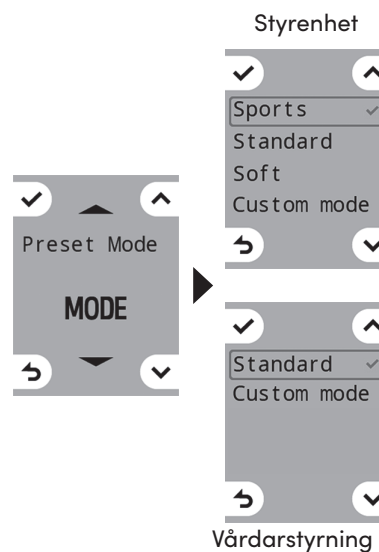 Styrenhet
Sports
Standard
Soft
Custom mode
Preset Mode
MODE
Standard
Custom mode
Vårdarstyrning